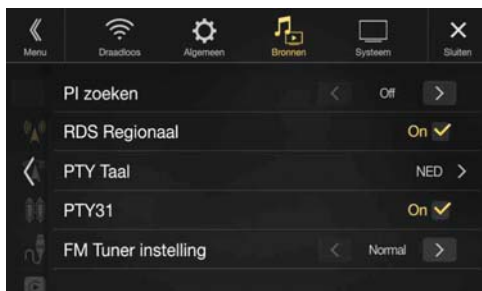 Menu Draadloos Algemeen Bronnen Systeem Sluiten
PI zoeken Off
RDS Regionaal On
PTY Taal NED
PTY31 On
FM Tuner instelling Normal